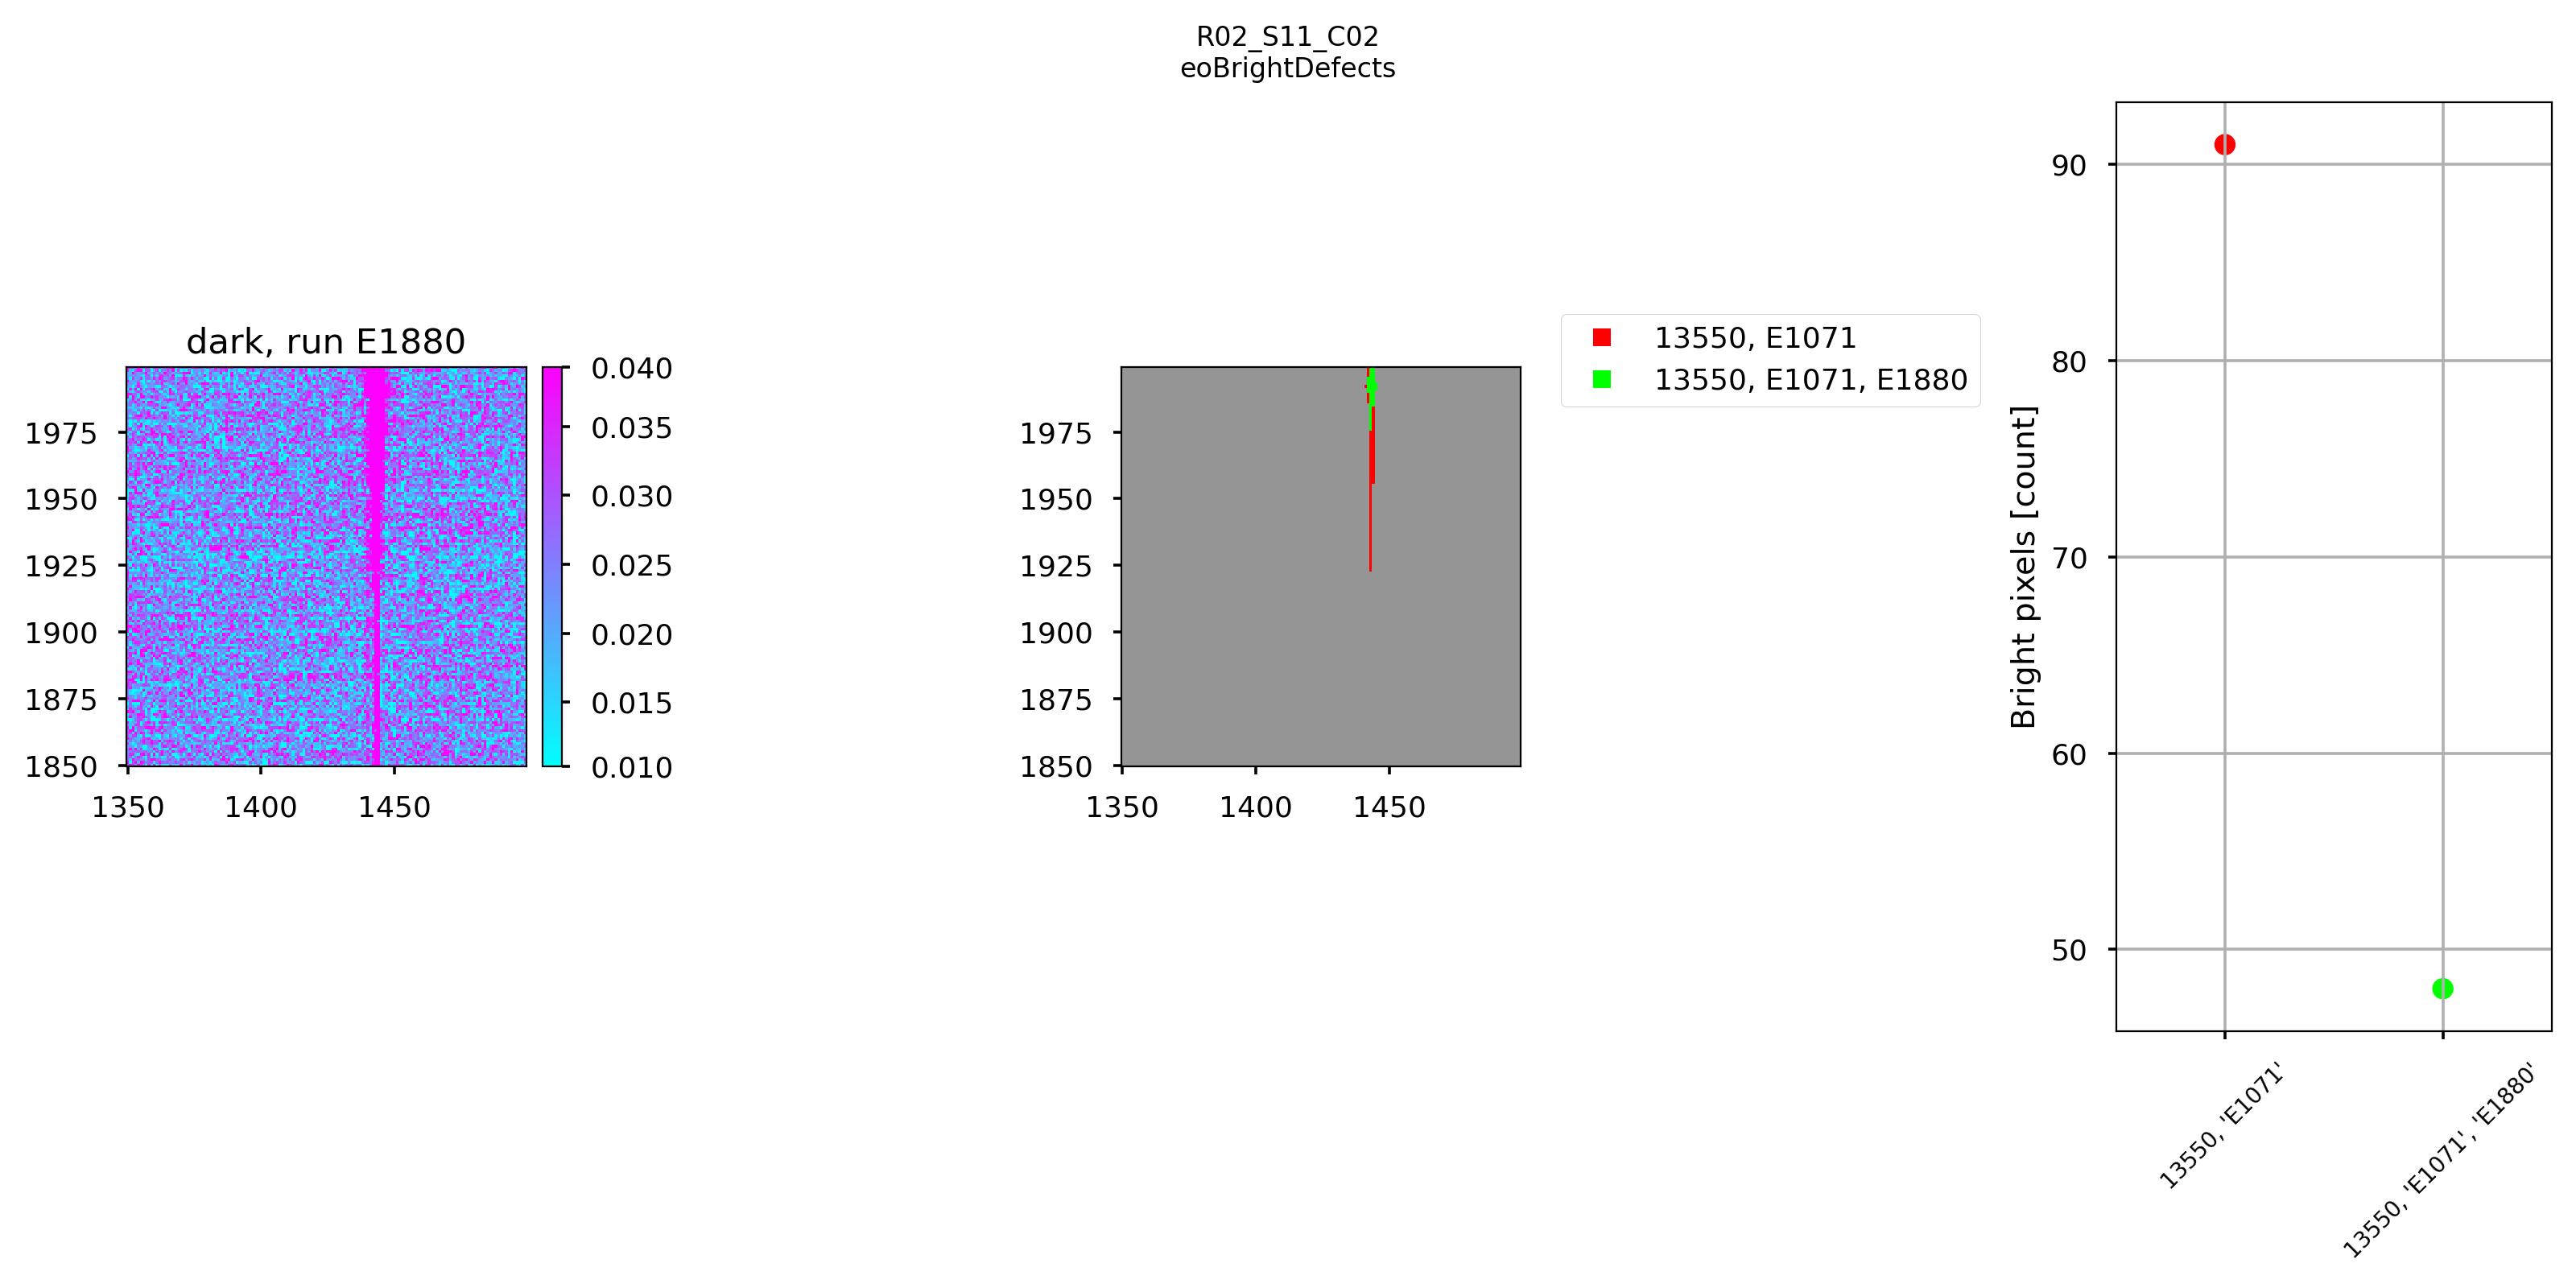 R02_S11_C02
eoBrightDefects
dark, run E1880
1975
1950
1925
1900
1875
1850
1350 1400 1450
0.040
0.035
0.030
0.025
0.020
0.015
0.010
1975
1950
1925
1900
1875
1850
1350 1400 1450
13550, E1071
13550, E1071, E1880
Bright pixels [count]
90
80
70
60
50
13550, 'E1071'
13550, 'E1071', 'E1880'